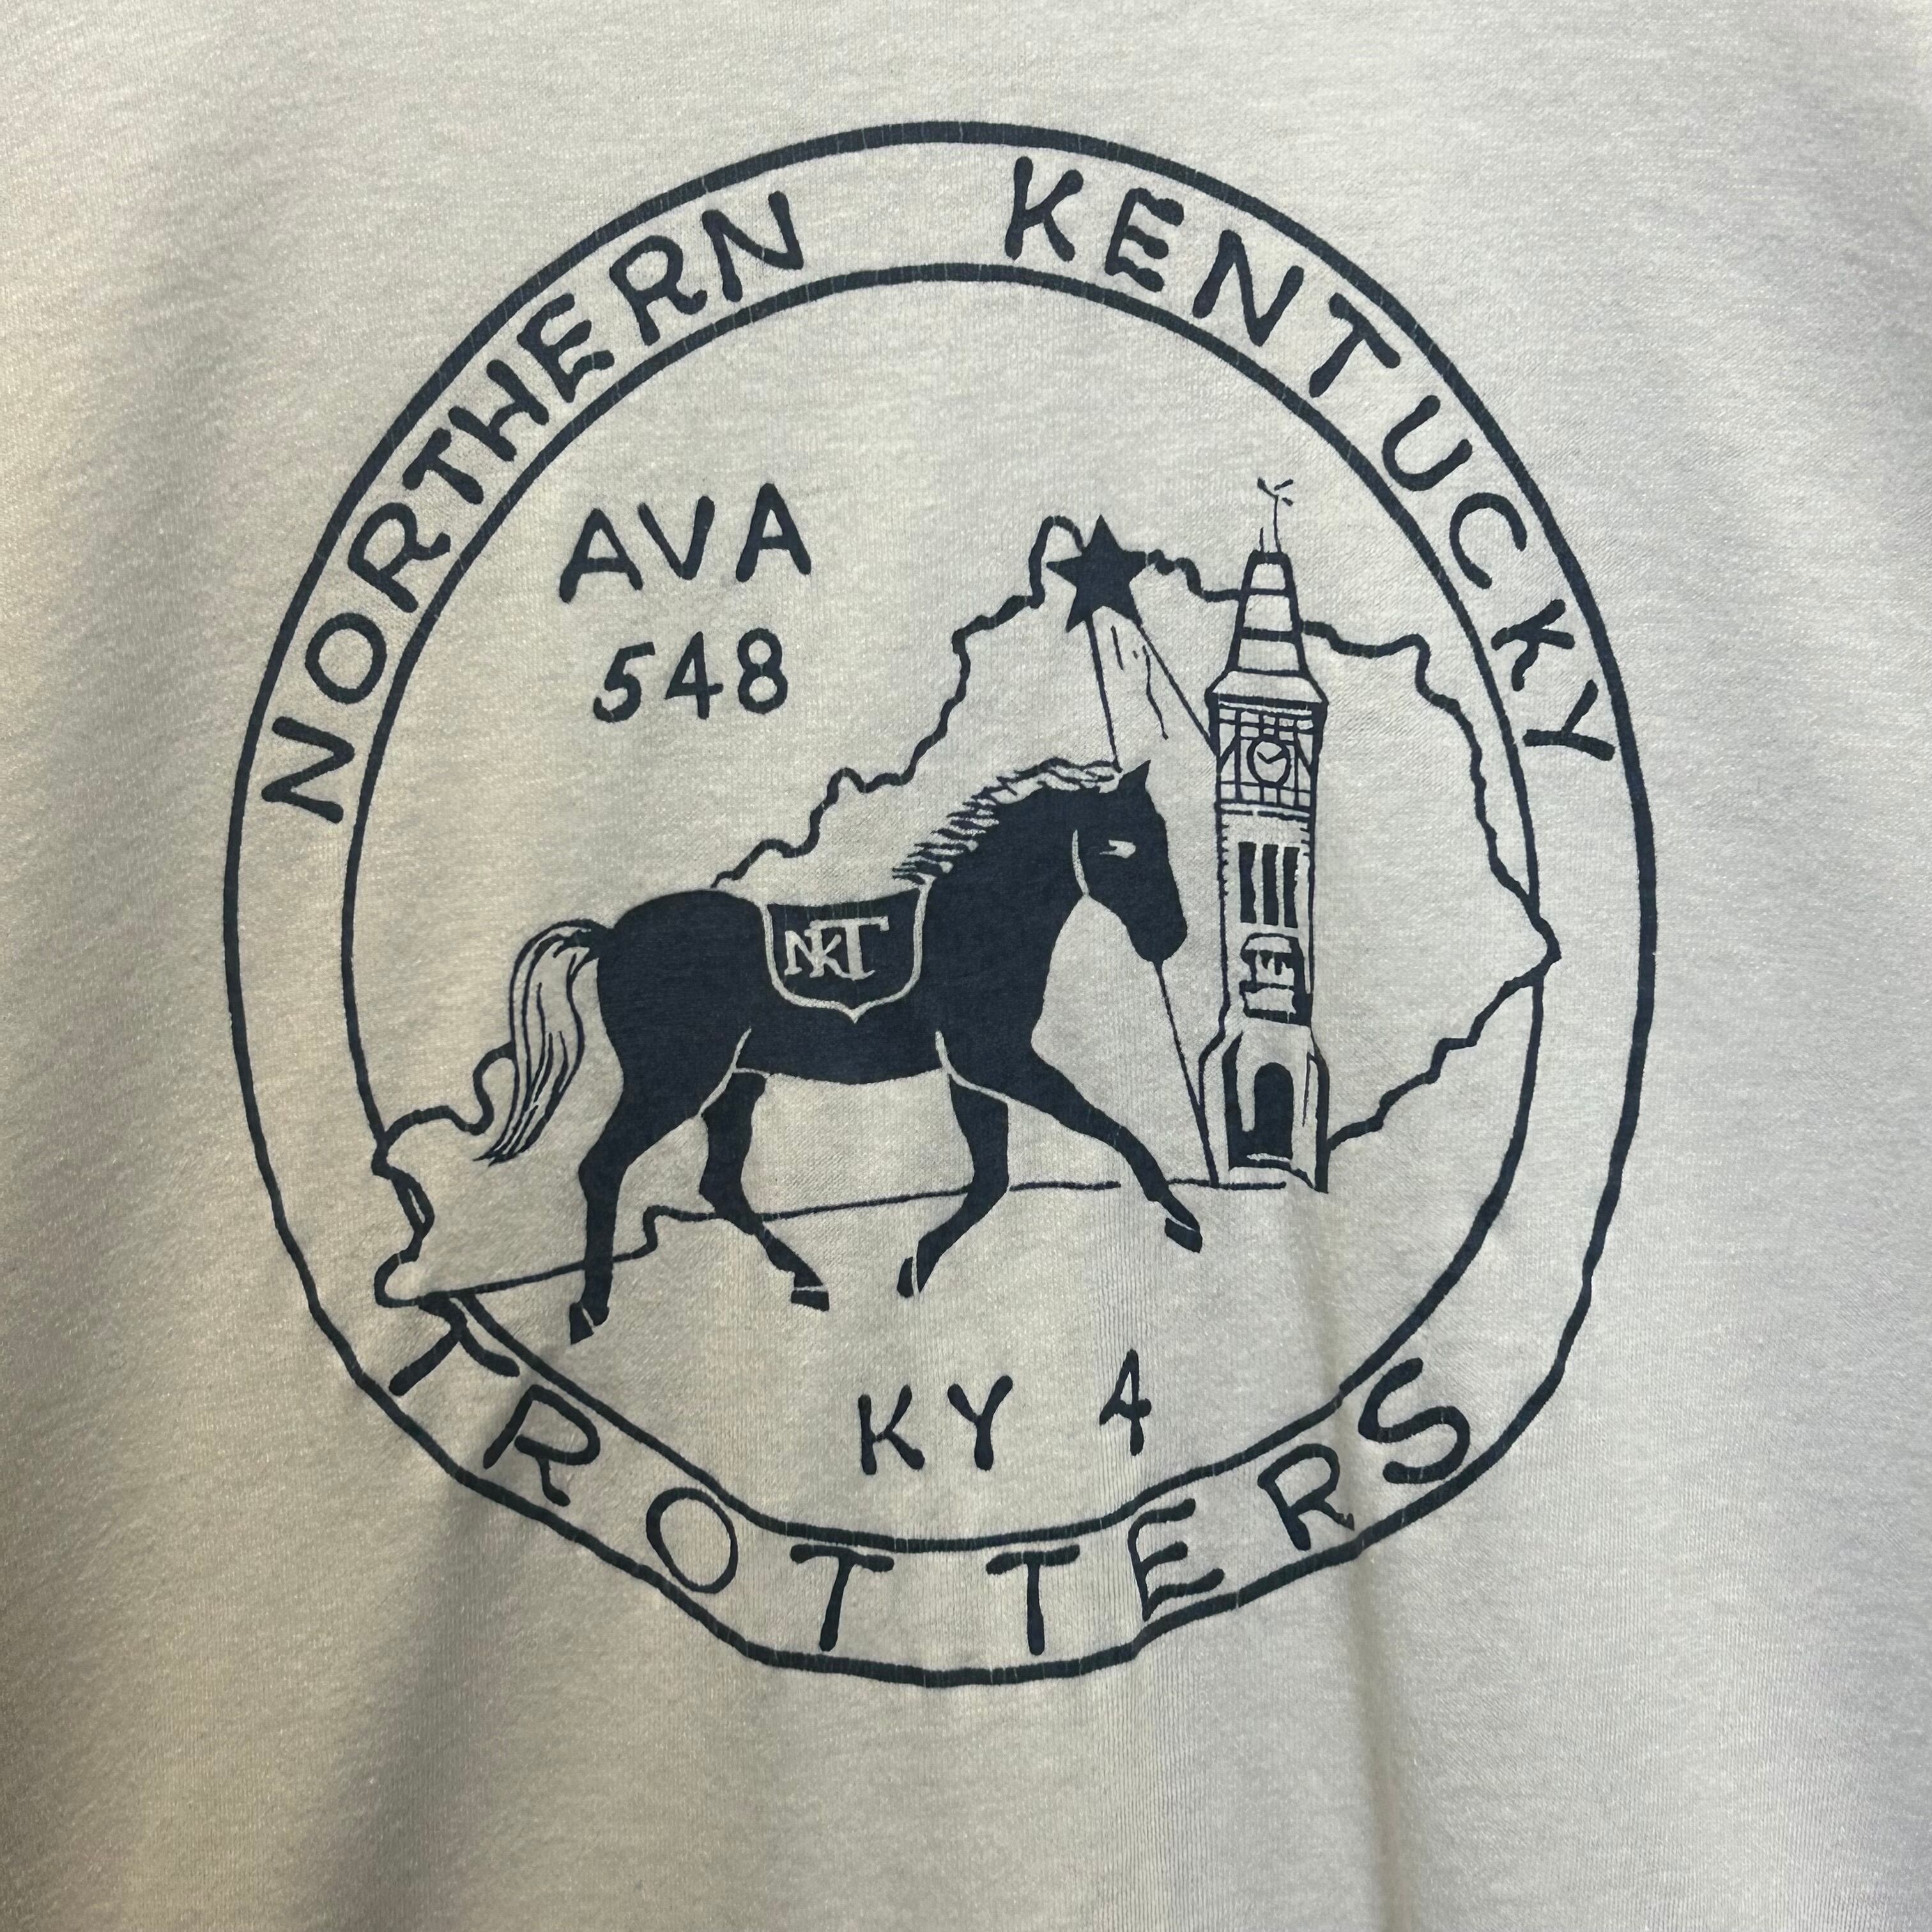 NORTHERN KENTUCKY
AVA
548
NKT
KY 4
TROTTERS